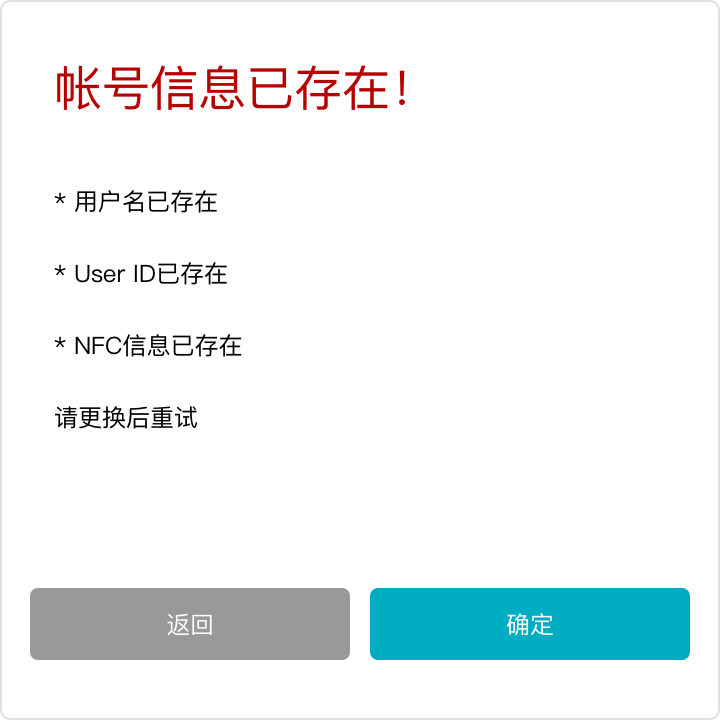 帐号信息已存在！
* 用户名已存在
* User ID已存在
* NFC信息已存在
请更换后重试
返回
确定